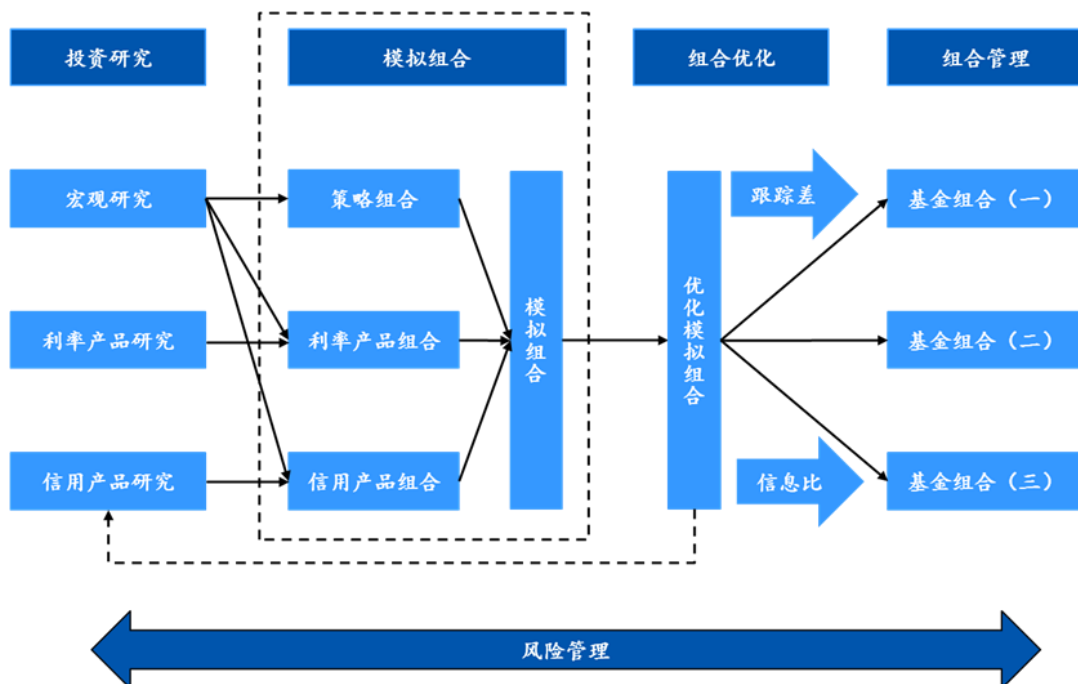 投资研究
模拟组合
组合优化
组合管理
宏观研究
策略组合
跟踪差
基金组合（一）
利率产品研究
利率产品组合
模拟组合
优化模拟组合
基金组合（二）
信用产品研究
信用产品组合
信息比
基金组合（三）
风险管理